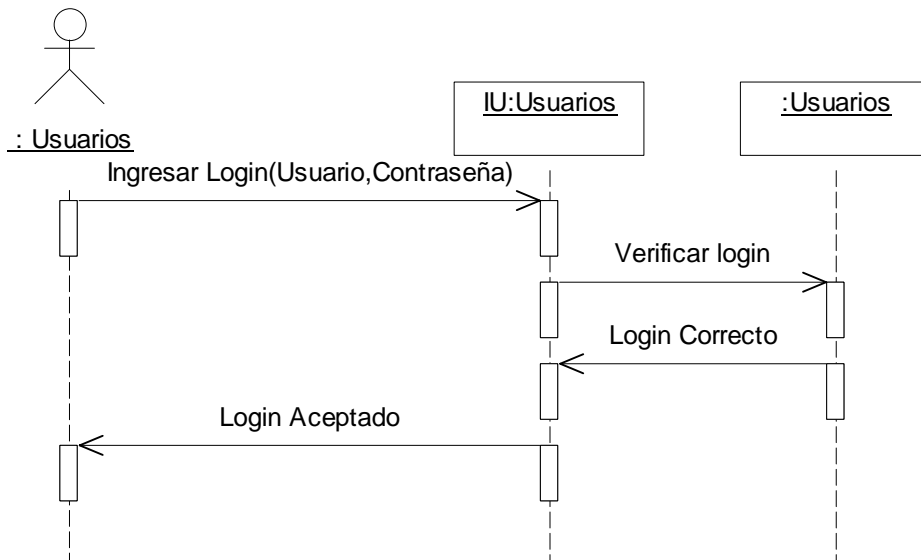 : Usuarios
IU:Usuarios
:Usuarios
Ingresar Login(Usuario,Contraseña)
Verificar login
Login Correcto
Login Aceptado